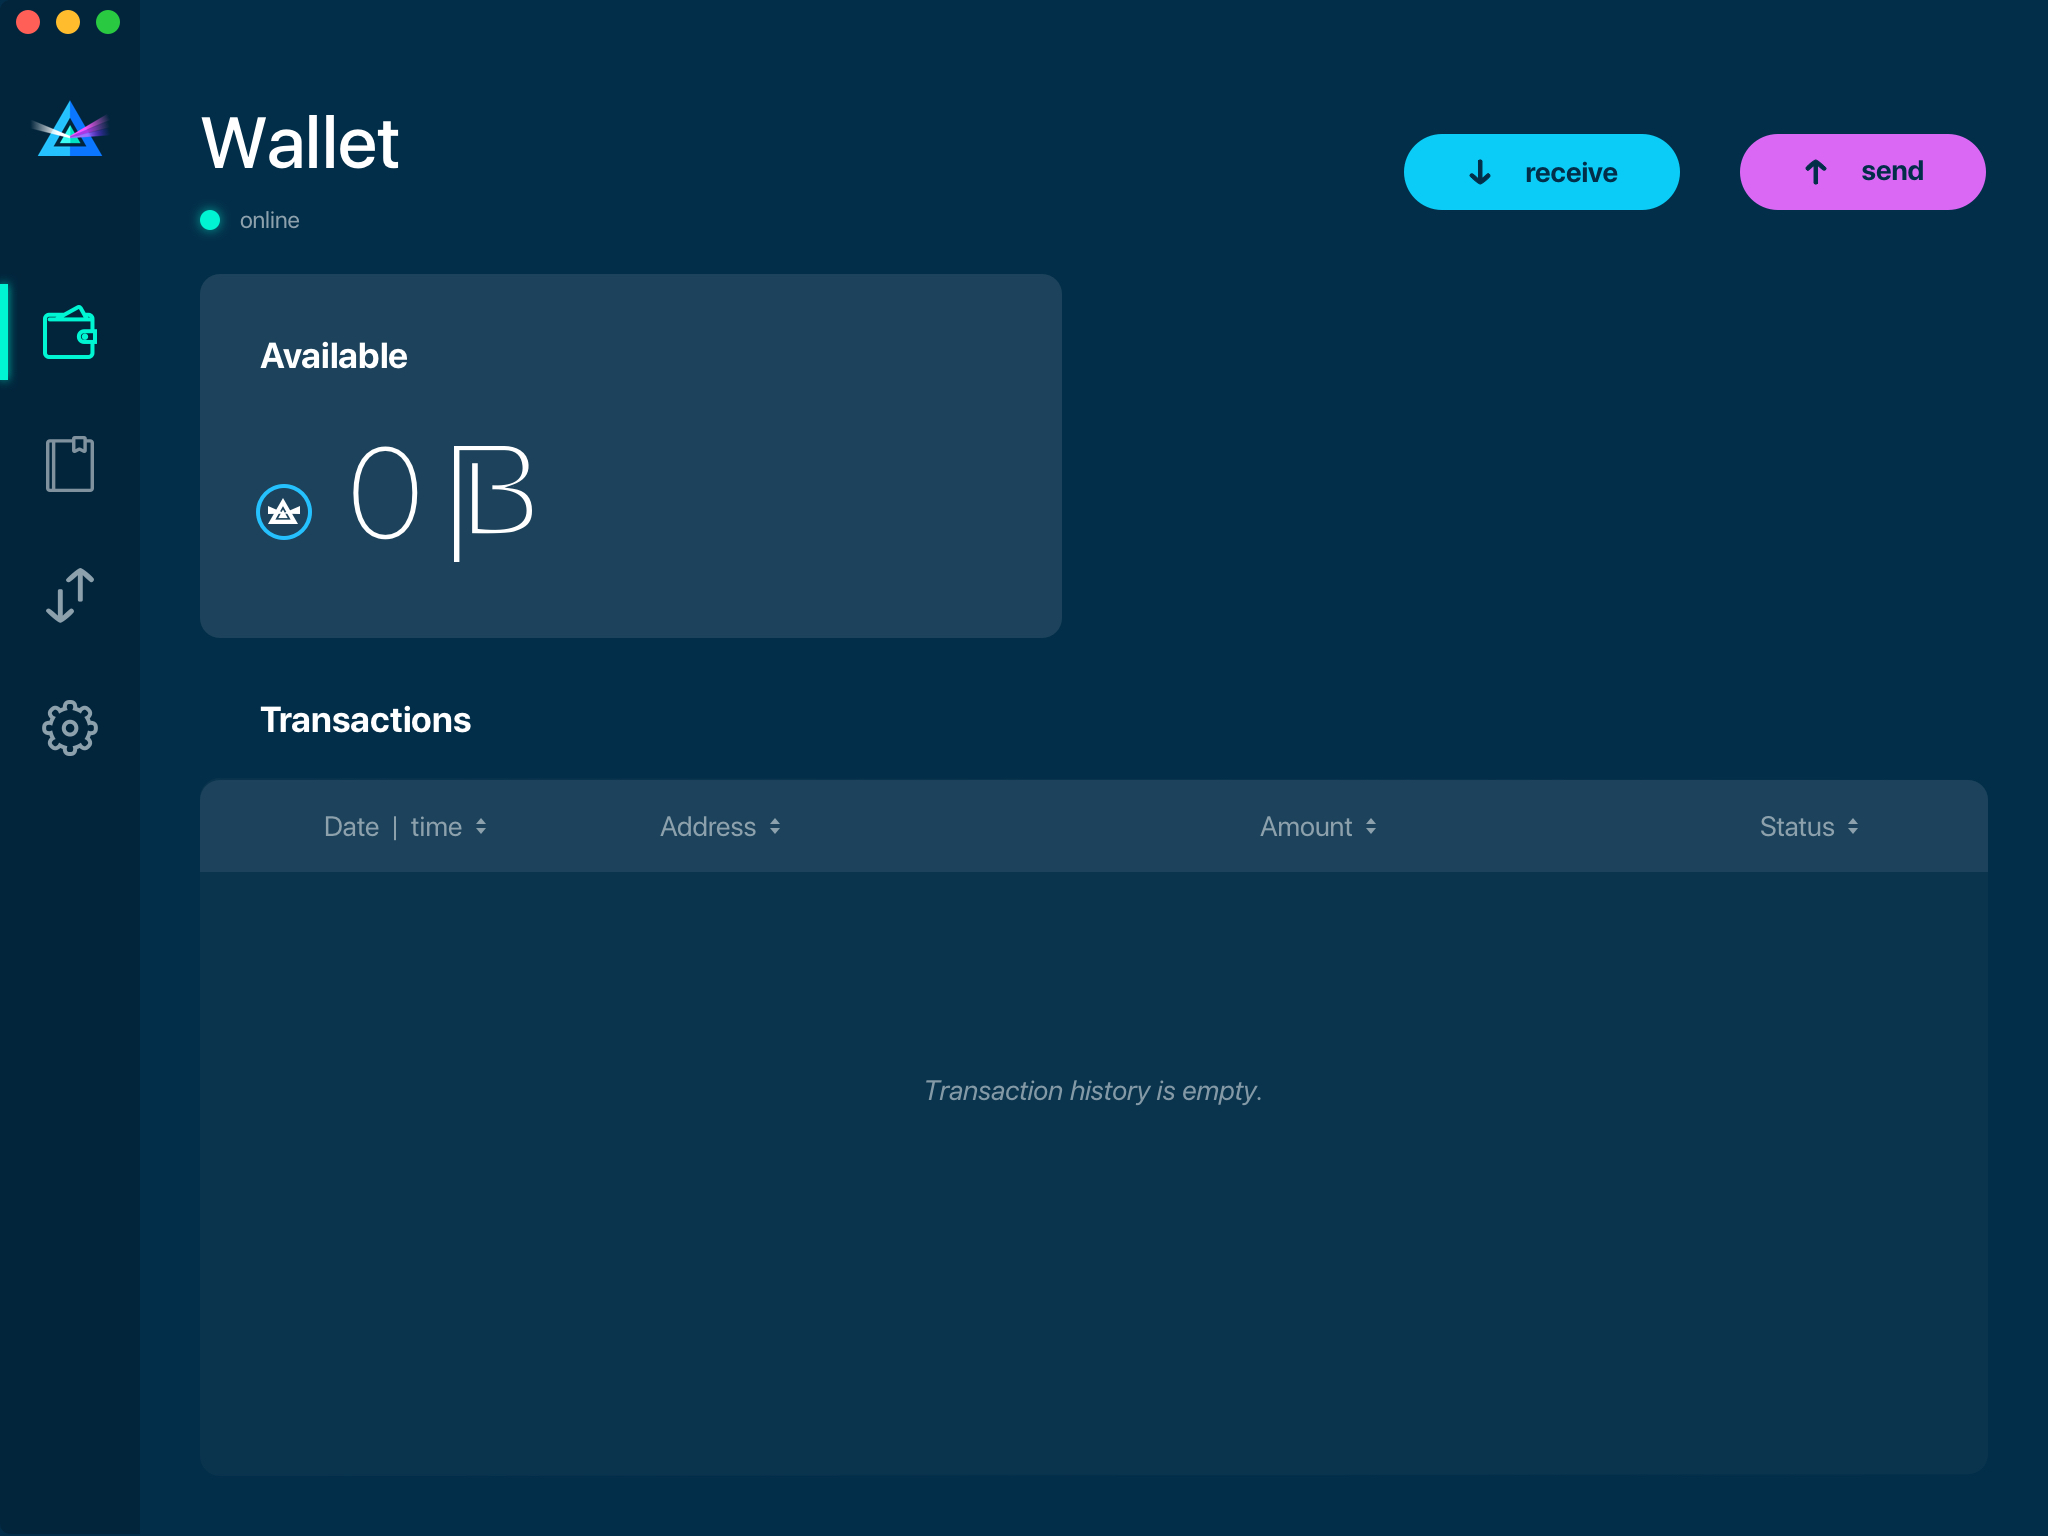 Wallet
receive
send
online
Available
0 β
Transactions
Date | time
Address
Amount
Status
Transaction history is empty.